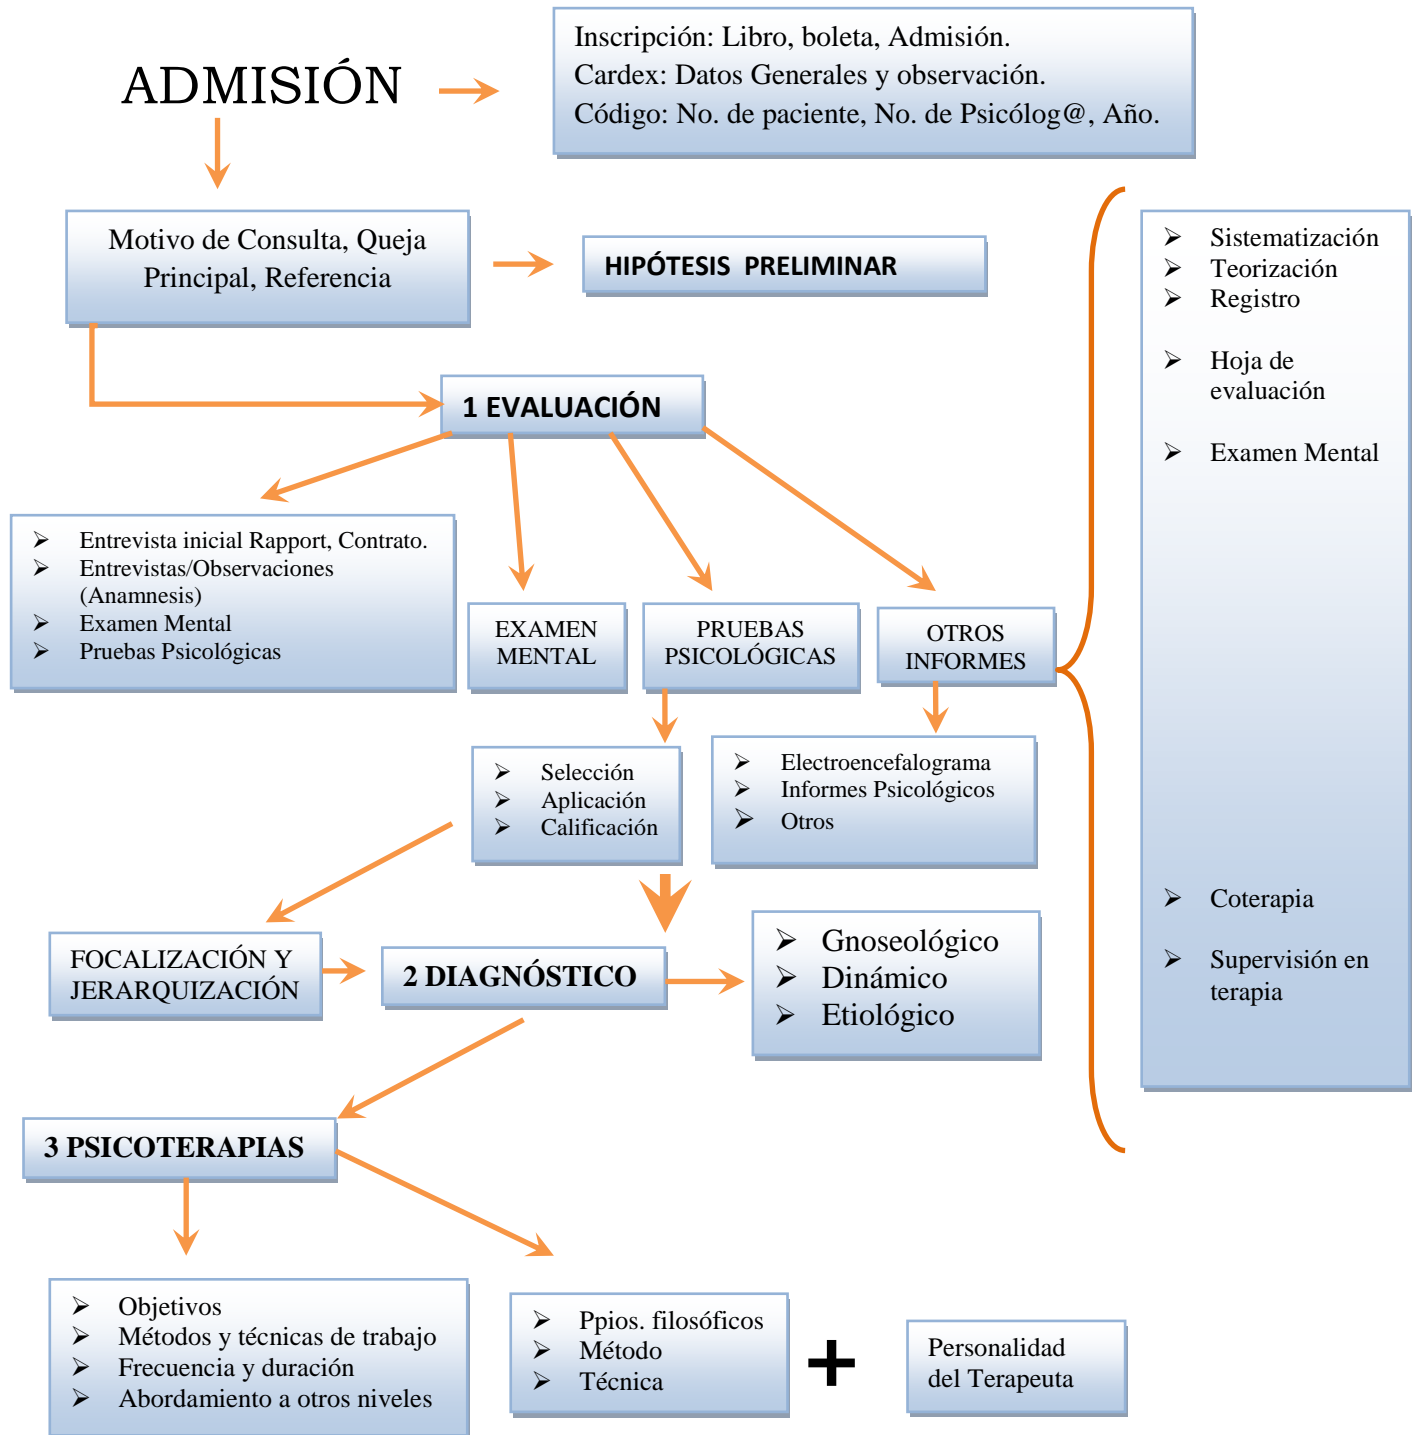 ADMISIÓN
Inscripción: Libro, boleta, Admisión.
Cardex: Datos Generales y observación.
Código: No. de paciente, No. de Psicólog@, Año.
Motivo de Consulta, Queja
Principal, Referencia
HIPÓTESIS PRELIMINAR
1 EVALUACIÓN
➢ Entrevista inicial Rapport, Contrato.
➢ Entrevistas/Observaciones
(Anamnesis)
➢ Examen Mental
➢ Pruebas Psicológicas
EXAMEN
MENTAL
PRUEBAS
PSICOLÓGICAS
OTROS
INFORMES
➢ Selección
➢ Aplicación
➢ Calificación
➢ Electroencefalograma
➢ Informes Psicológicos
➢ Otros
➢ Sistematización
➢ Teorización
➢ Registro
➢ Hoja de
evaluación
➢ Examen Mental
➢ Coterapia
➢ Supervisión en
terapia
FOCALIZACIÓN Y
JERARQUIZACIÓN
2 DIAGNÓSTICO
➢ Gnoseológico
➢ Dinámico
➢ Etiológico
3 PSICOTERAPIAS
➢ Objetivos
➢ Métodos y técnicas de trabajo
➢ Frecuencia y duración
➢ Abordamiento a otros niveles
➢ Ppios. filosóficos
➢ Método
➢ Técnica
+
Personalidad
del Terapeuta